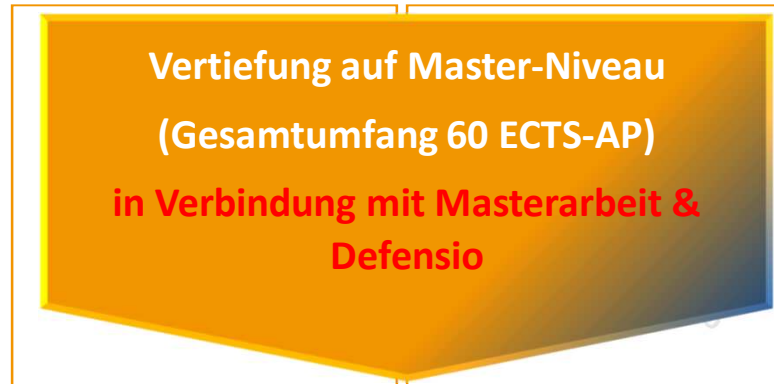 Vertiefung auf Master-Niveau
(Gesamtumfang 60 ECTS-AP)
in Verbindung mit Masterarbeit &
Defensio